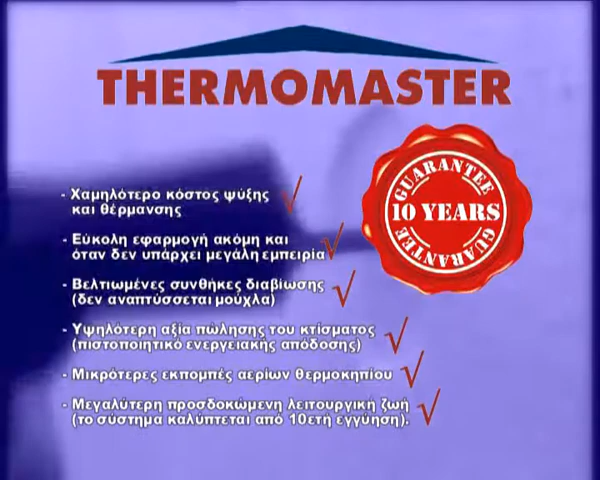 THERMOMASTER
GUARANTEE
10 YEARS
GUARANTEE
- Χαμηλότερο κόστος ψύξης
και θέρμανσης
- Εύκολη εφαρμογή ακόμη και
όταν δεν υπάρχει μεγάλη εμπειρία
- Βελτιωμένες συνθήκες διαβίωσης
(δεν αναπτύσσεται μούχλα)
- Υψηλότερη αξία πώλησης του κτίσματος
(πιστοποιητικό ενεργειακής απόδοσης)
- Μικρότερες εκπομπές αερίων θερμοκηπίου
- Μεγαλύτερη προσδοκώμενη λειτουργική ζωή
(το σύστημα καλύπτεται από 10ετή εγγύηση).